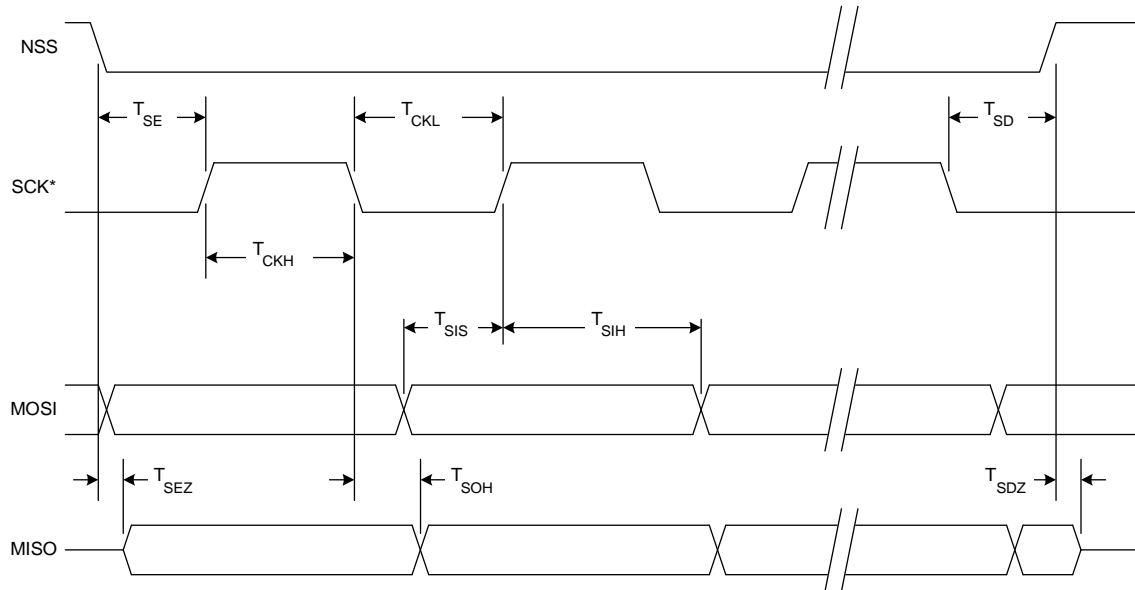 NSS
T_SE
T_CKL
T_SD
SCK*
T_CKH
T_SIS
T_SIH
MOSI
T_SEZ
T_SOH
T_SDZ
MISO